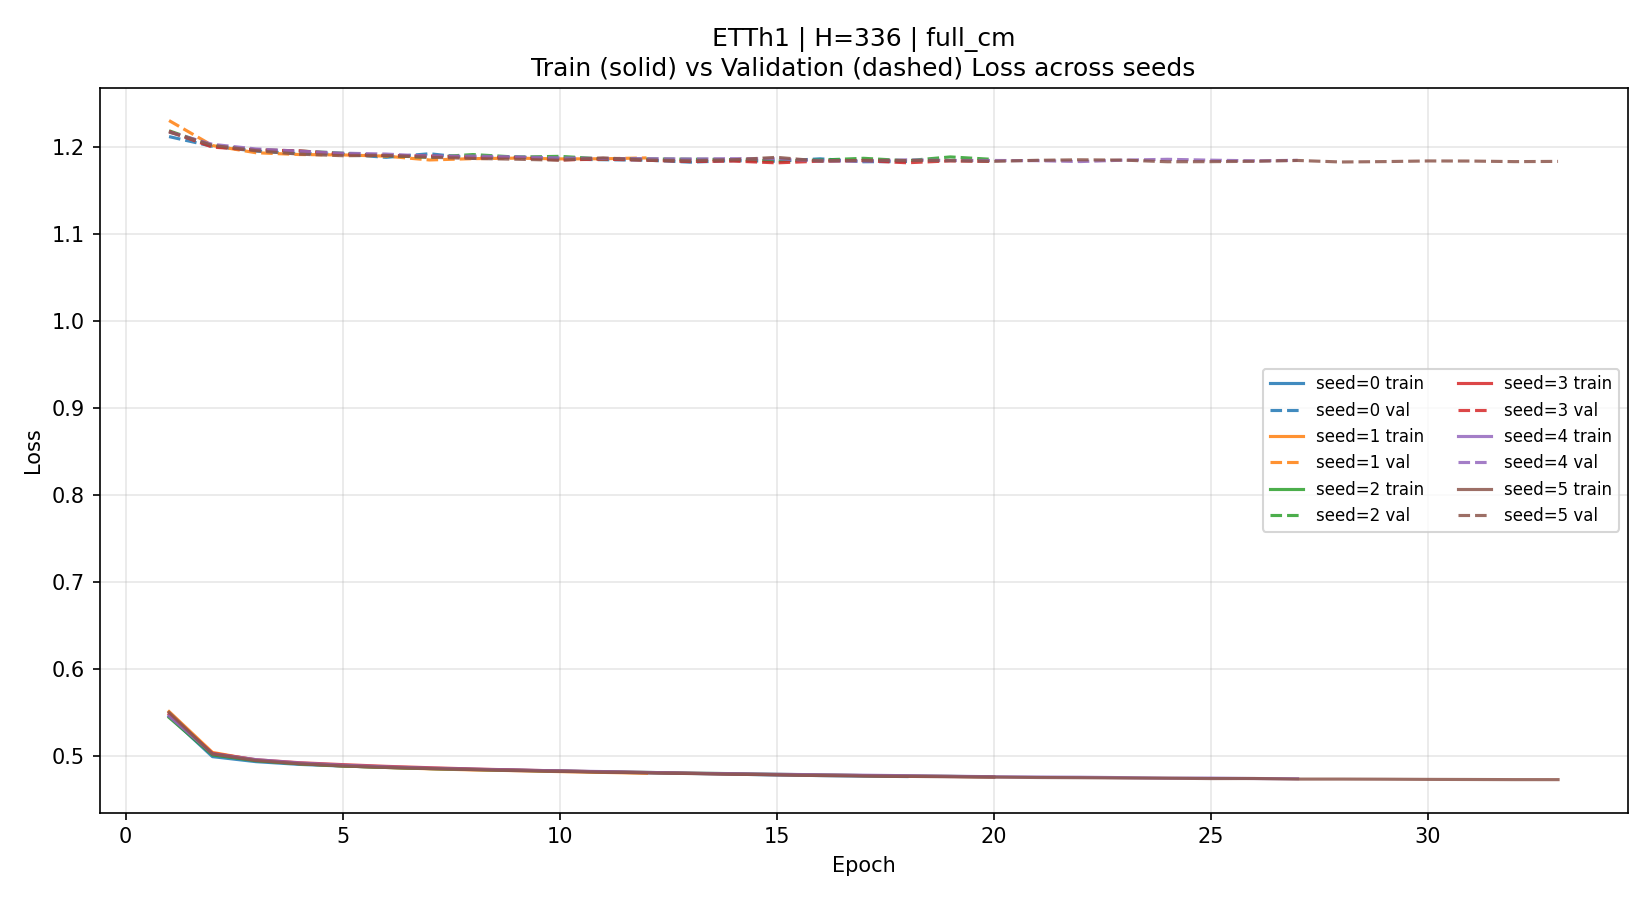 ETTh1 | H=336 | full_cm
Train (solid) vs Validation (dashed) Loss across seeds
Loss
1.2
1.1
1.0
0.9
0.8
0.7
0.6
0.5
seed=0 train
seed=0 val
seed=1 train
seed=1 val
seed=2 train
seed=2 val
seed=3 train
seed=3 val
seed=4 train
seed=4 val
seed=5 train
seed=5 val
0 5 10 15 20 25 30
Epoch